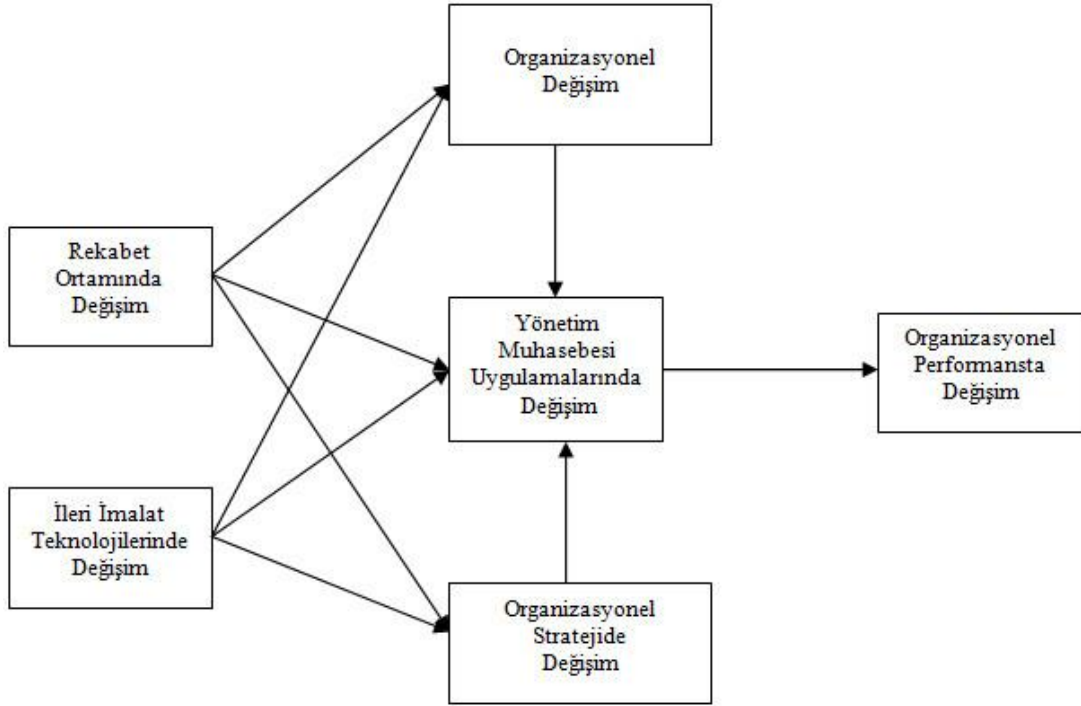 Organizasyonel
Değişim
Rekabet
Ortamında
Değişim
Yönetim
Muhasebesi
Uygulamalarında
Değişim
Organizasyonel
Performansta
Değişim
İleri İmalat
Teknolojilerinde
Değişim
Organizasyonel
Stratejide
Değişim